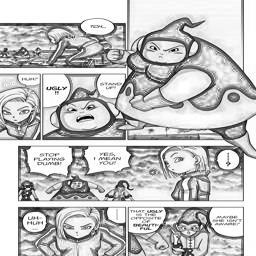 TCH...
HUH?
UGLY
!!
STAND
UP!
STOP
PLAYING
DUMB!
YES,
I MEAN
YOU!
!
UH-
HUH
THAT UGLY
IS THE
OPPOSITE
OF
BEAUTI-
FUL
MAYBE
SHE ISN'T
AWARE?